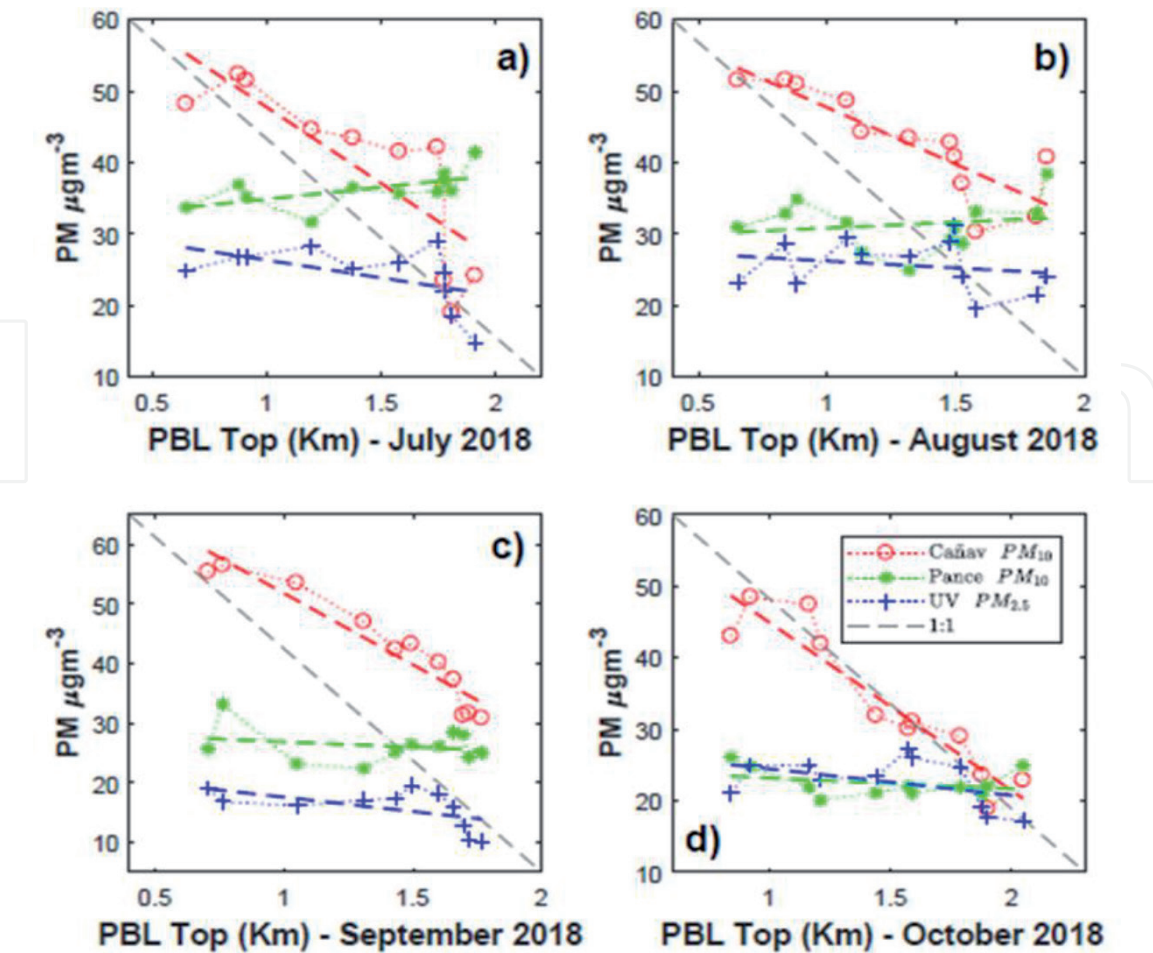 a)
60
50
40
30
20
10
PM μgm-3
0.5 1 1.5 2
PBL Top (Km) - July 2018
b)
60
50
40
30
20
10
PM μgm-3
0.5 1 1.5 2
PBL Top (Km) - August 2018
c)
60
50
40
30
20
10
PM μgm-3
0.5 1 1.5 2
PBL Top (Km) - September 2018
60
50
40
30
20
10
PM μgm-3
Cañav PM10
Pance PM10
UV PM2.5
1:1
d)
1 1.5 2
PBL Top (Km) - October 2018